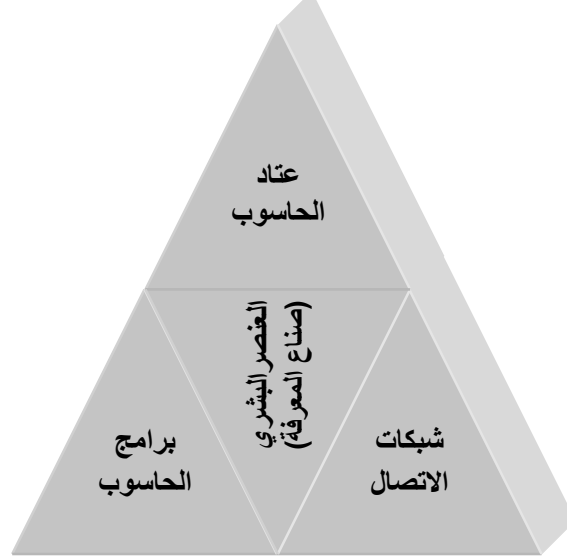 عتاد
الحاسوب
العنصر البشري
(صناع المعرفة)
برامج
الحاسوب
شبكات
الاتصال